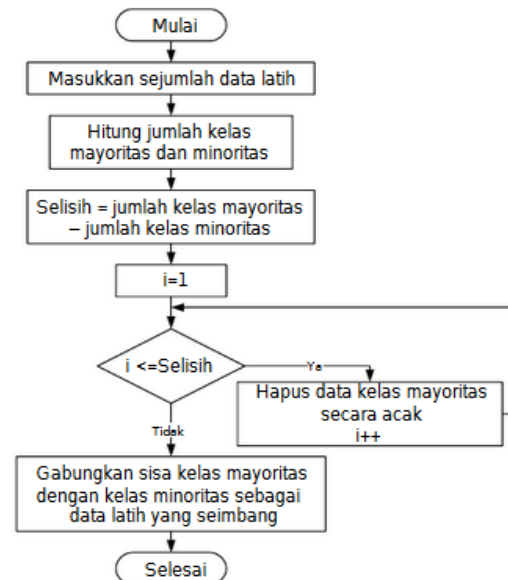 Mulai
Masukkan sejumlah data latih
Hitung jumlah kelas
mayoritas dan minoritas
Selisih = jumlah kelas mayoritas
– jumlah kelas minoritas
i=1
i <=Selisih
Ya
Hapus data kelas mayoritas
secara acak
i++
Tidak
Gabungkan sisa kelas mayoritas
dengan kelas minoritas sebagai
data latih yang seimbang
Selesai